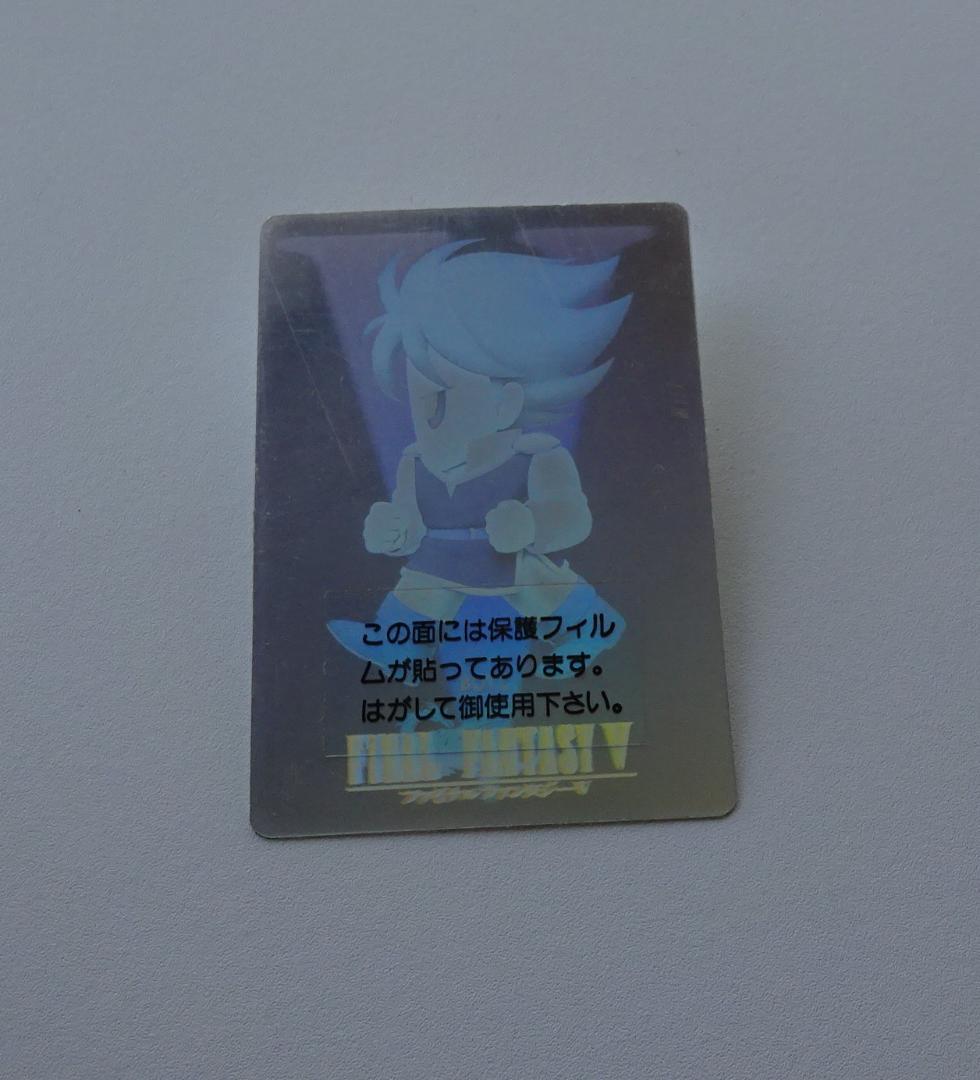 この面には保護フィル
ムが貼ってあります。
はがして御使用下さい。
FINAL FANTASY V